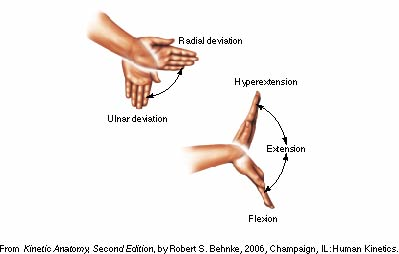 Radial deviation
Ulnar deviation
Hyperextension
Extension
Flexion
From Kinetic Anatomy, Second Edition, by Robert S. Behnke, 2006, Champaign, IL: Human Kinetics.